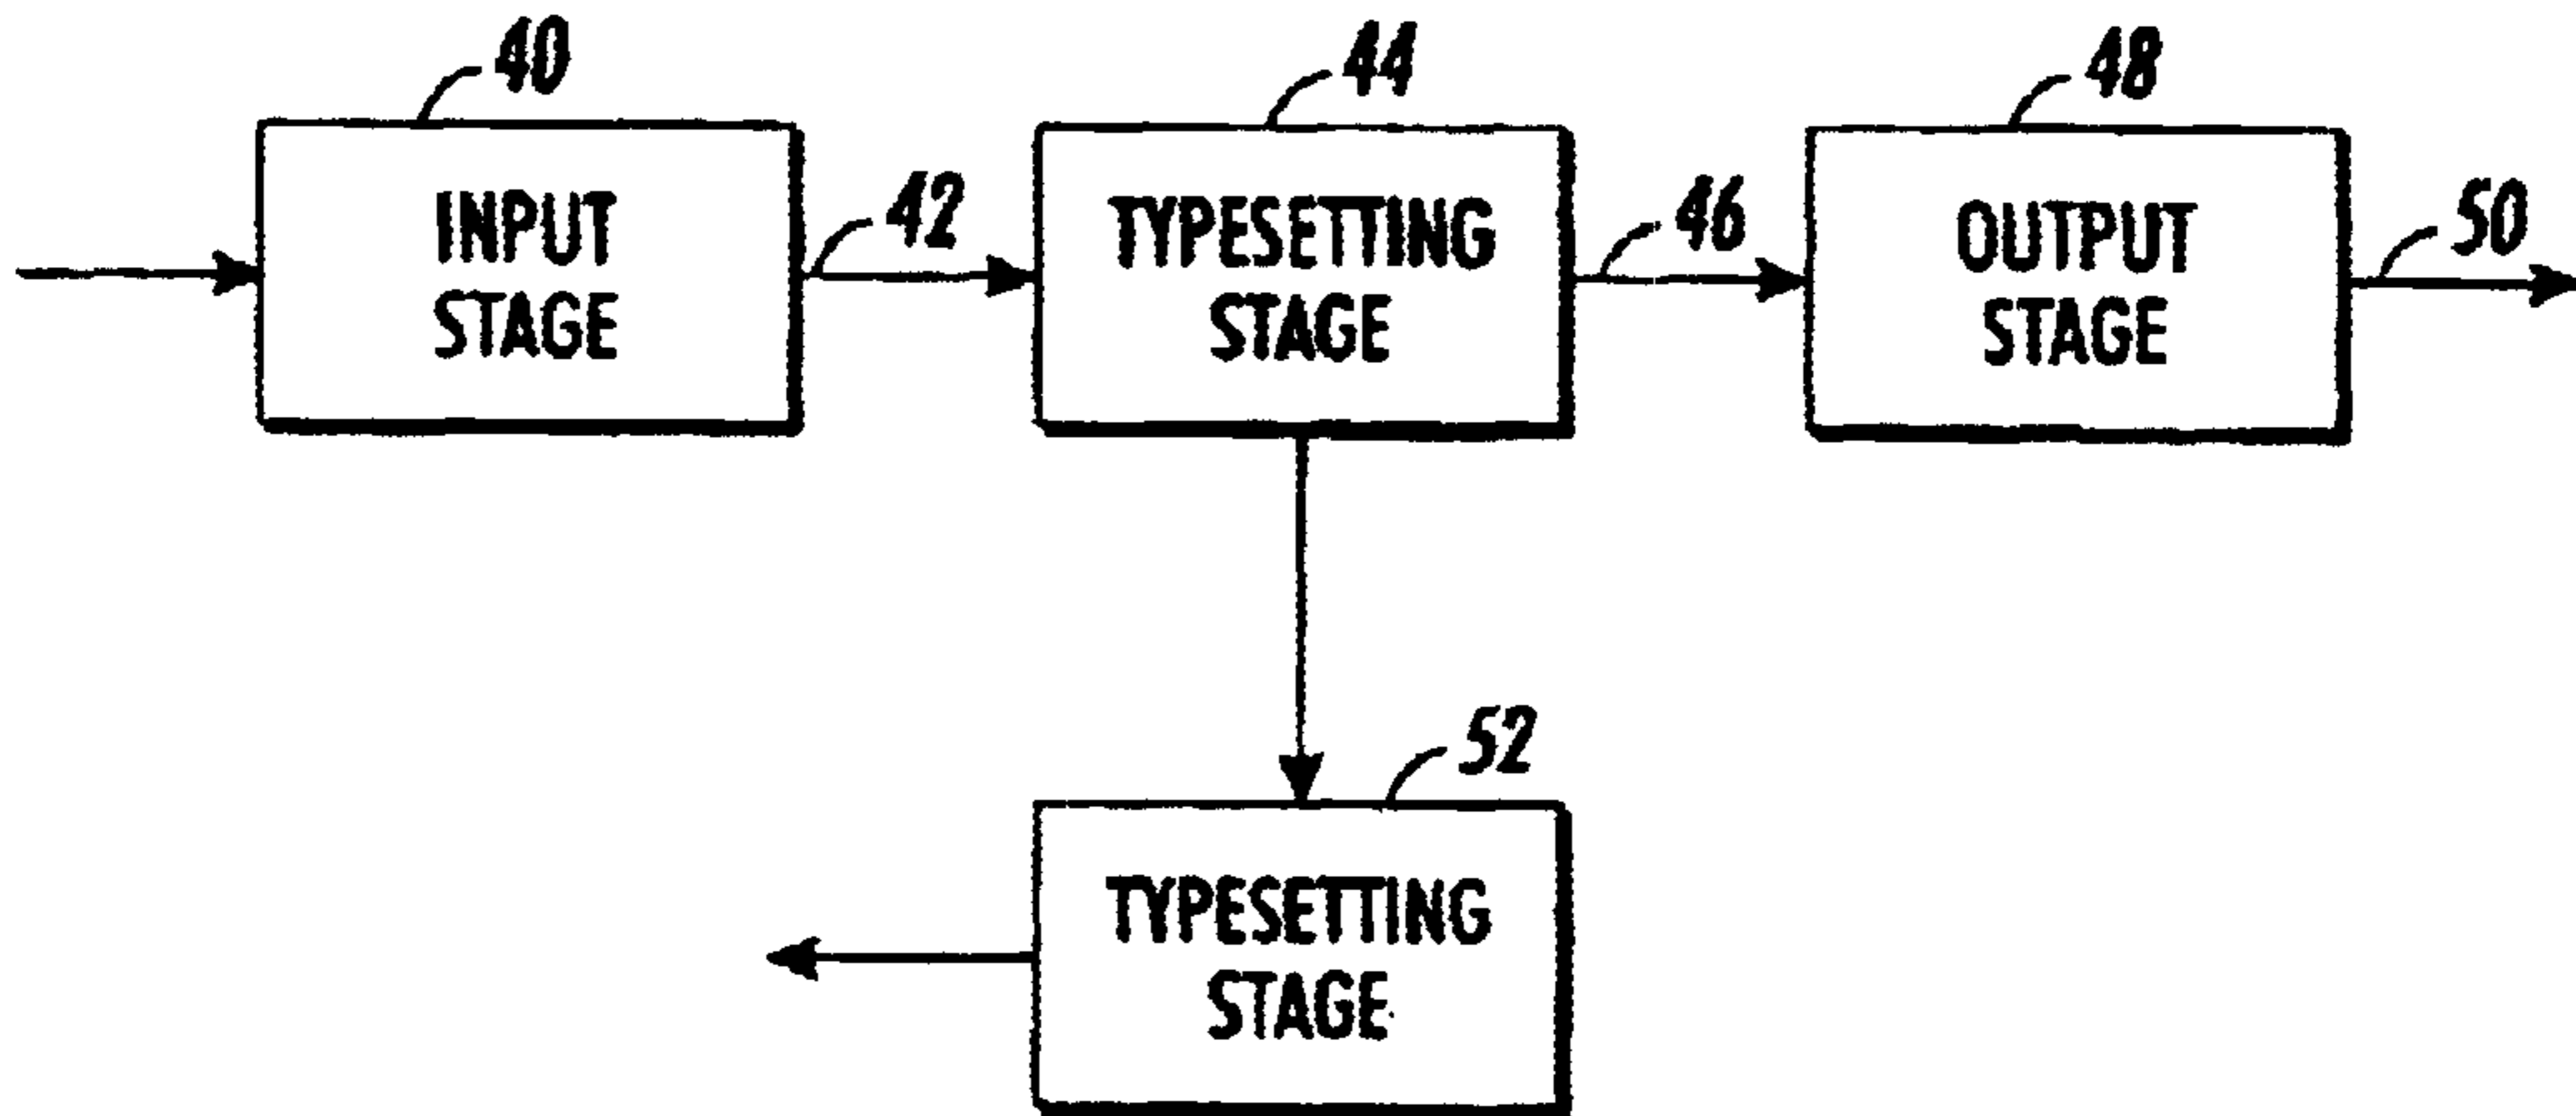 40
INPUT
STAGE
42
44
TYPESETTING
STAGE
46
48
OUTPUT
STAGE
50
52
TYPESETTING
STAGE